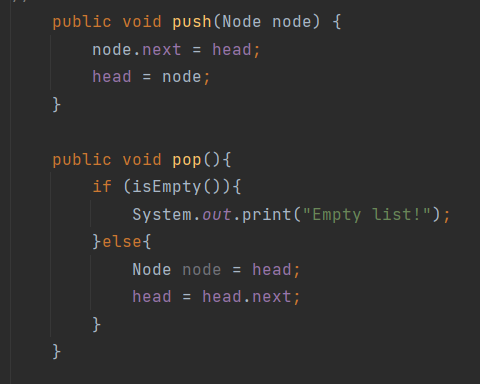 public void push(Node node) {
node.next = head;
head = node;
}
public void pop(){
if (isEmpty()){
System.out.print("Empty list!");
}else{
Node node = head;
head = head.next;
}
}